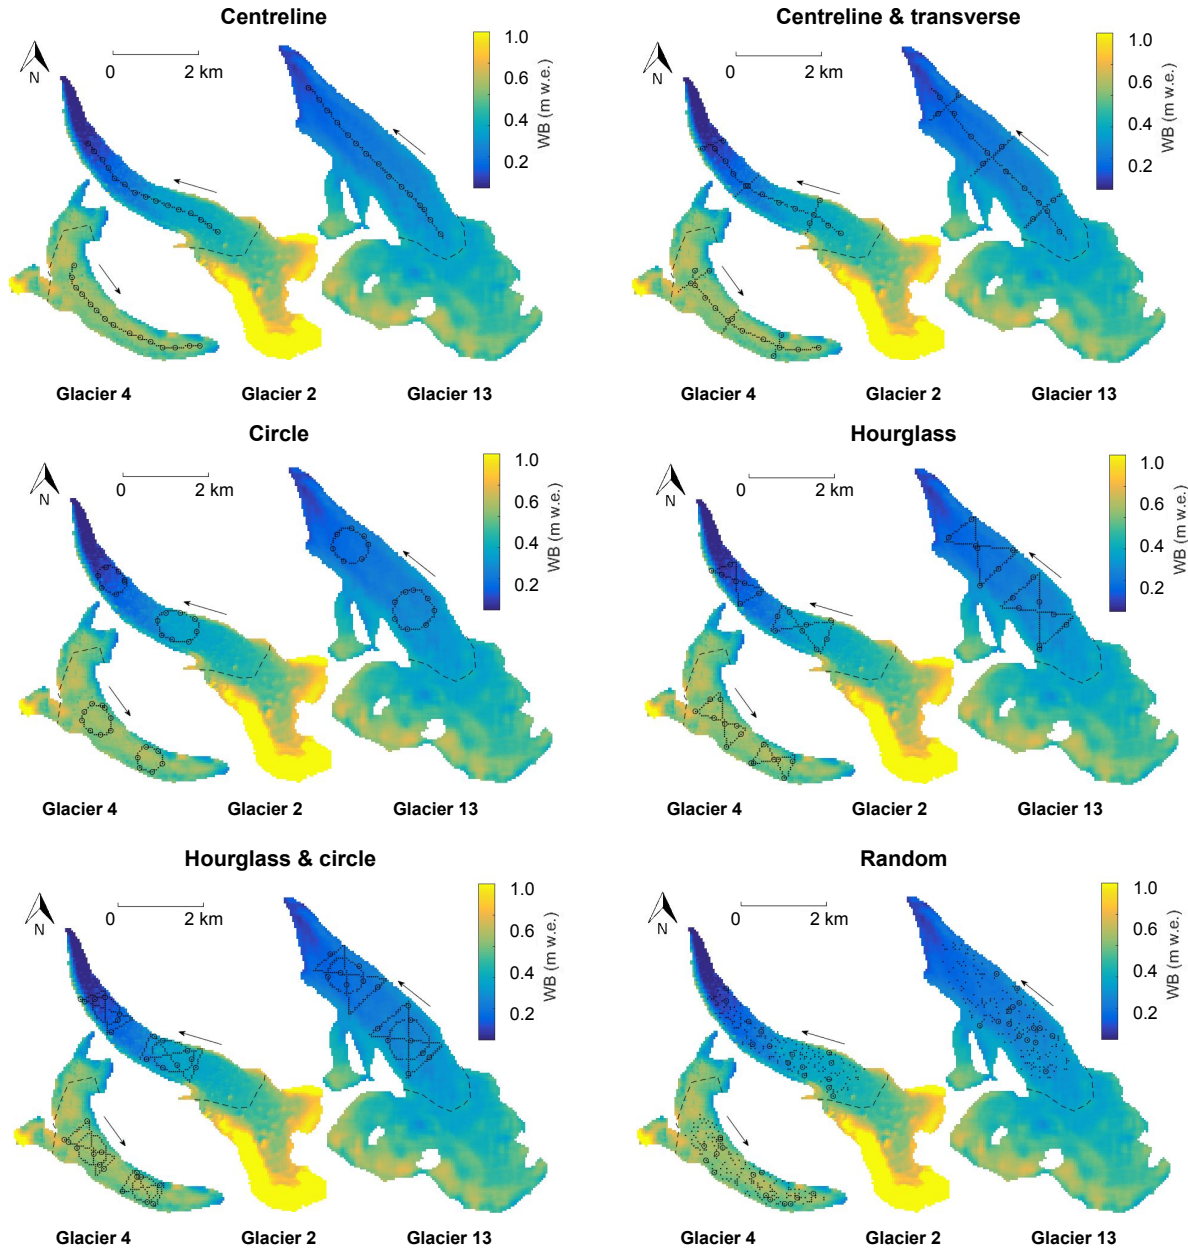 Centreline
N
0 2 km
1.0
0.6
0.4
0.2
WB (m w.e.)
Glacier 4 Glacier 2 Glacier 13
Centreline & transverse
N
0 2 km
1.0
0.6
0.4
0.2
WB (m w.e.)
Glacier 4 Glacier 2 Glacier 13
Circle
N
0 2 km
1.0
0.6
0.4
0.2
WB (m w.e.)
Glacier 4 Glacier 2 Glacier 13
Hourglass
N
0 2 km
1.0
0.6
0.4
0.2
WB (m w.e.)
Glacier 4 Glacier 2 Glacier 13
Hourglass & circle
N
0 2 km
1.0
0.6
0.4
0.2
WB (m w.e.)
Glacier 4 Glacier 2 Glacier 13
Random
N
0 2 km
1.0
0.6
0.4
0.2
WB (m w.e.)
Glacier 4 Glacier 2 Glacier 13